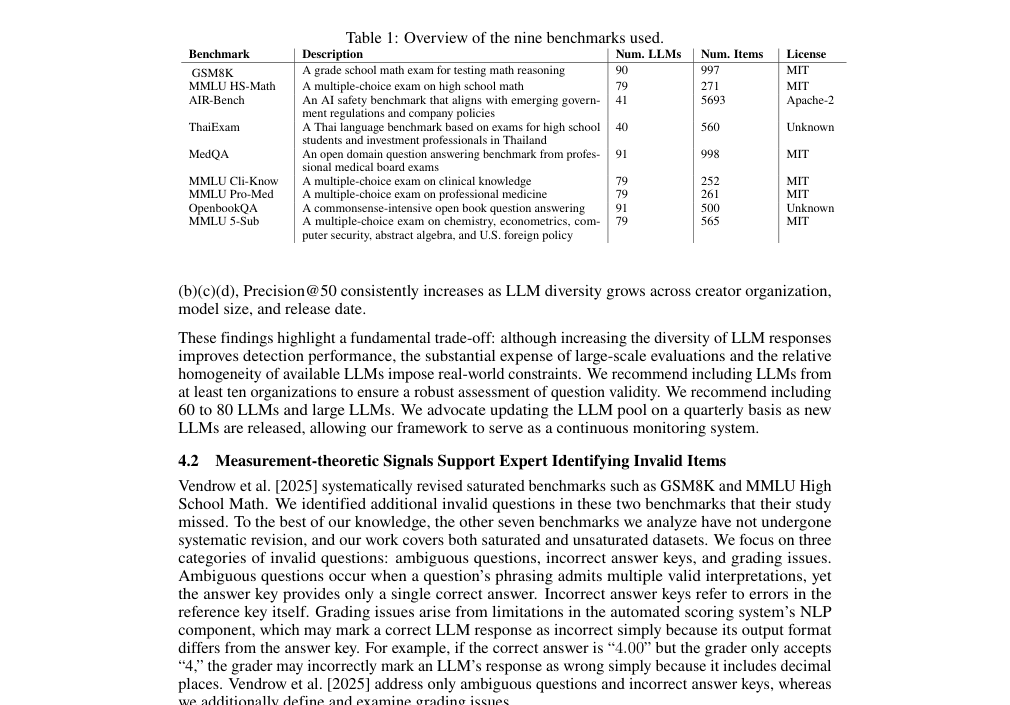 Table 1: Overview of the nine benchmarks used.
Benchmark Description Num. LLMs Num. Items License
GSM8K A grade school math exam for testing math reasoning 90 997 MIT
MMLU HS-Math A multiple-choice exam on high school math 79 271 MIT
AIR-Bench An AI safety benchmark that aligns with emerging govern- 41 5693 Apache-2
ment regulations and company policies
ThaiExam A Thai language benchmark based on exams for high school 40 560 Unknown
students and investment professionals in Thailand
MedQA An open domain question answering benchmark from profes- 91 998 MIT
sional medical board exams
MMLU Cli-Know A multiple-choice exam on clinical knowledge 79 252 MIT
MMLU Pro-Med A multiple-choice exam on professional medicine 79 261 MIT
OpenbookQA A commonsense-intensive open book question answering 91 500 Unknown
MMLU 5-Sub A multiple-choice exam on chemistry, econometrics, com- 79 565 MIT
puter security, abstract algebra, and U.S. foreign policy
(b)(c)(d), Precision@50 consistently increases as LLM diversity grows across creator organization,
model size, and release date.
These findings highlight a fundamental trade-off: although increasing the diversity of LLM responses
improves detection performance, the substantial expense of large-scale evaluations and the relative
homogeneity of available LLMs impose real-world constraints. We recommend including LLMs from
at least ten organizations to ensure a robust assessment of question validity. We recommend including
60 to 80 LLMs and large LLMs. We advocate updating the LLM pool on a quarterly basis as new
LLMs are released, allowing our framework to serve as a continuous monitoring system.
4.2 Measurement-theoretic Signals Support Expert Identifying Invalid Items
Vendrow et al. [2025] systematically revised saturated benchmarks such as GSM8K and MMLU High
School Math. We identified additional invalid questions in these two benchmarks that their study
missed. To the best of our knowledge, the other seven benchmarks we analyze have not undergone
systematic revision, and our work covers both saturated and unsaturated datasets. We focus on three
categories of invalid questions: ambiguous questions, incorrect answer keys, and grading issues.
Ambiguous questions occur when a question's phrasing admits multiple valid interpretations, yet
the answer key provides only a single correct answer. Incorrect answer keys refer to errors in the
reference key itself. Grading issues arise from limitations in the automated scoring system's NLP
component, which may mark a correct LLM response as incorrect simply because its output format
differs from the answer key. For example, if the correct answer is “4.00” but the grader only accepts
“4,” the grader may incorrectly mark an LLM's response as wrong simply because it includes decimal
places. Vendrow et al. [2025] address only ambiguous questions and incorrect answer keys, whereas
we additionally define and examine grading issues.